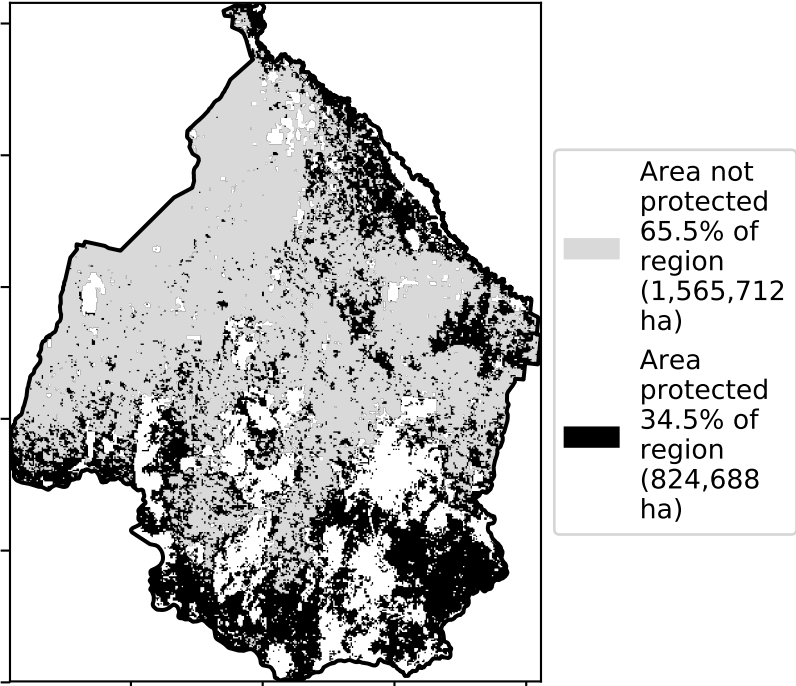 Area not
protected
65.5% of
region
(1,565,712
ha)
Area
protected
34.5% of
region
(824,688
ha)